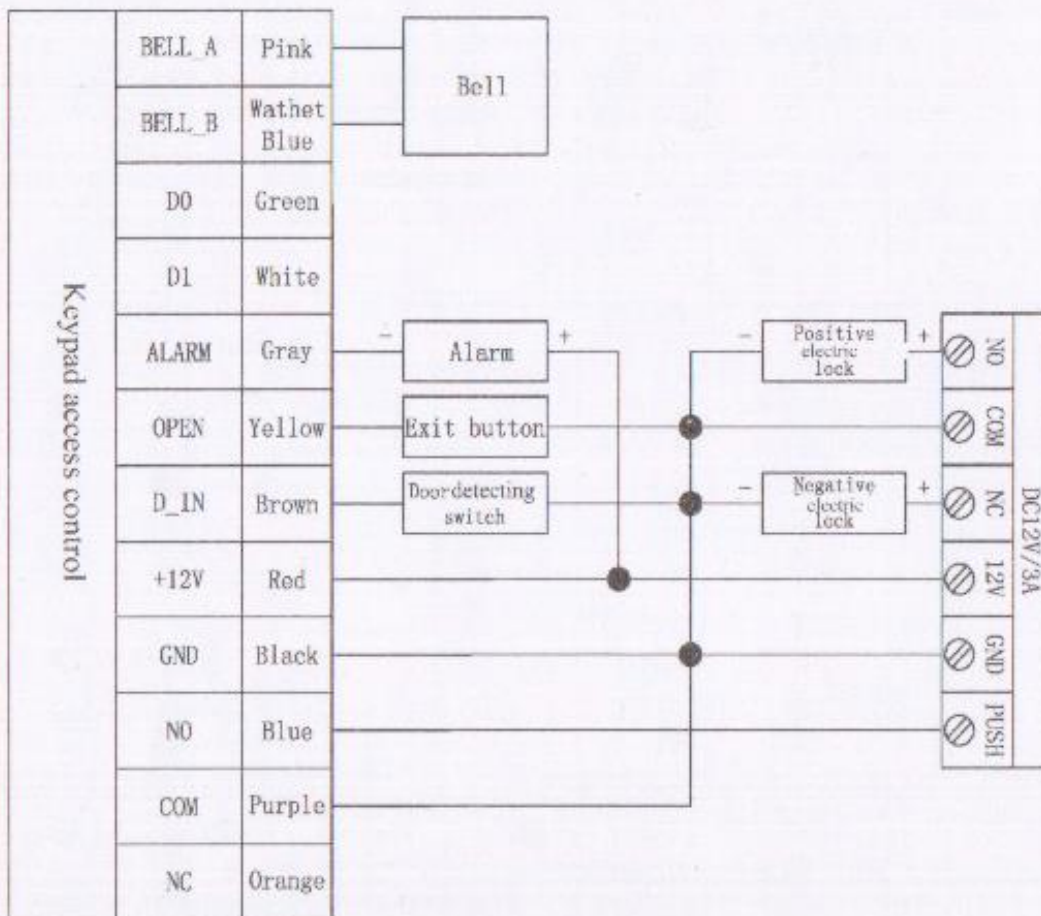 Keypad access control
BELL_A Pink
BELL_B Wathet
Blue
Bell
D0 Green
D1 White
ALARM Gray - Alarm + - Positive
electric
lock + NO
OPEN Yellow Exit button COM
D_IN Brown Door detecting
switch - Negative
electric
lock + NC
+12V Red 12V
GND Black GND
NO Blue PUSH
COM Purple
NC Orange
DC12V/3A